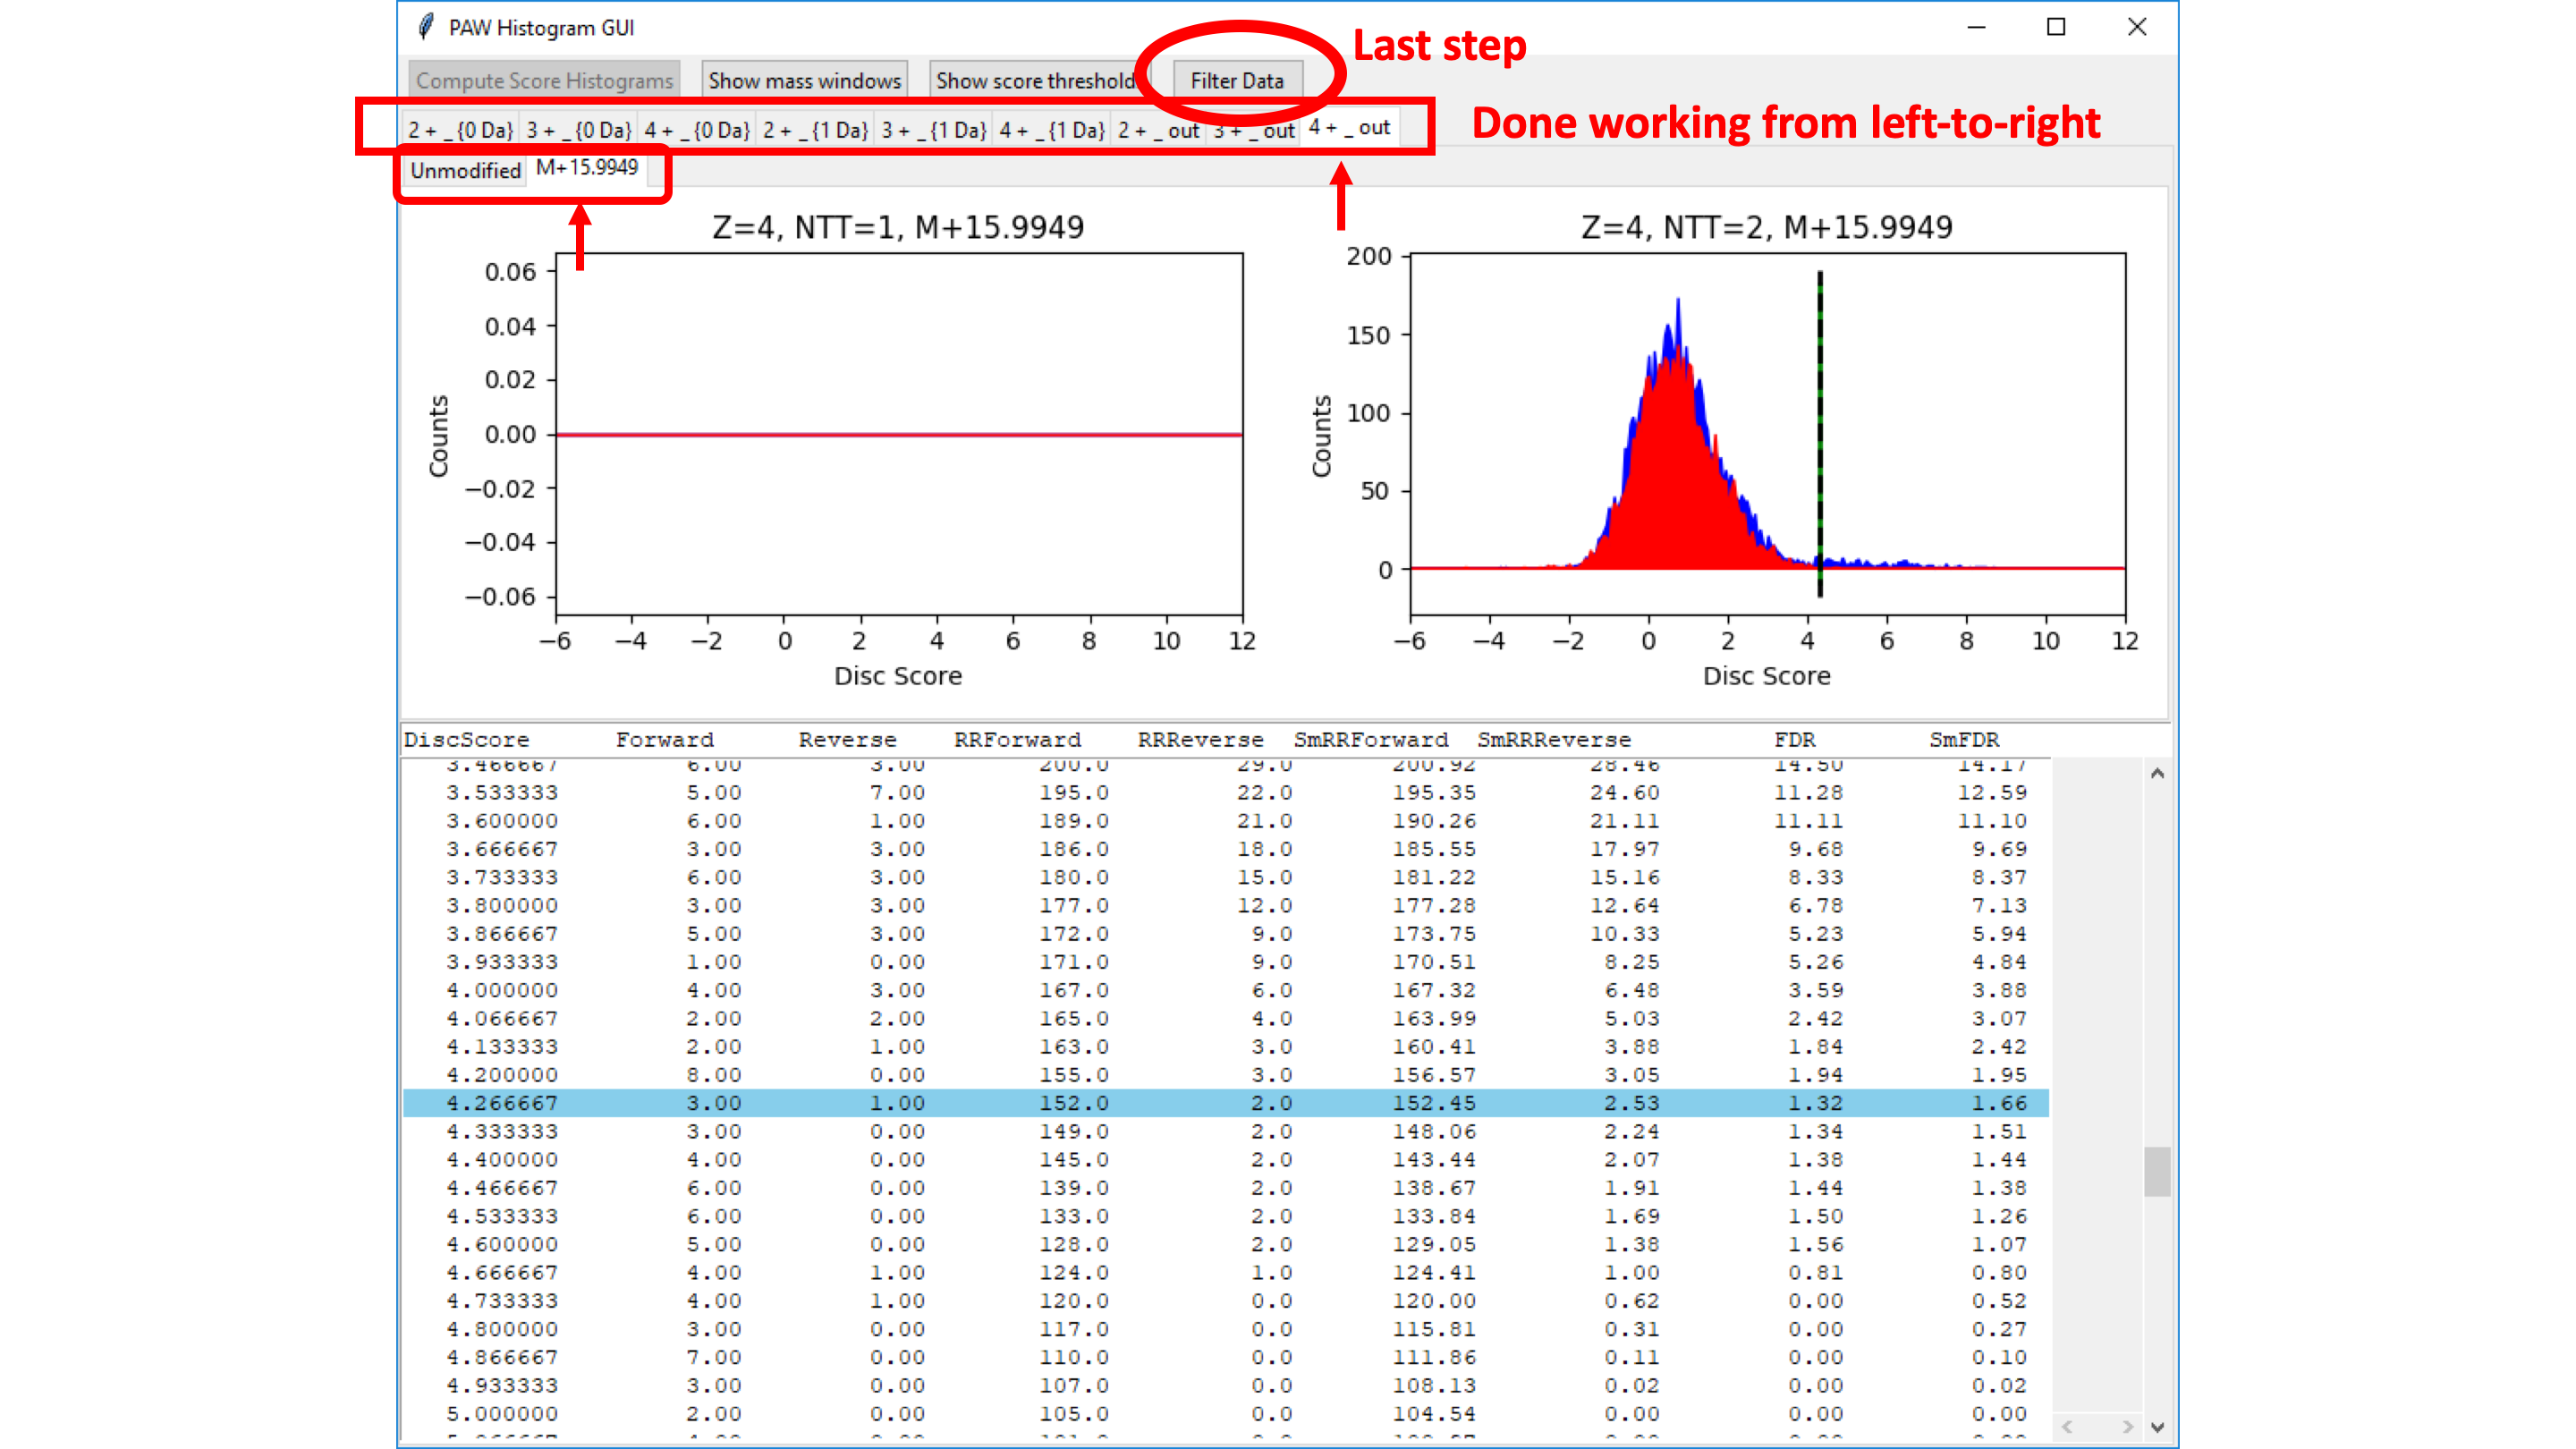 PAW Histogram GUI
Last step
Compute Score Histograms Show mass windows Show score threshold Filter Data
Done working from left-to-right
2 + _ {0 Da} 3 + _ {0 Da} 4 + _ {0 Da} 2 + _ {1 Da} 3 + _ {1 Da} 4 + _ {1 Da} 2 + _ out 3 + _ out 4 + _ out
Unmodified M+15.9949
Z=4, NTT=1, M+15.9949
0.06
0.04
0.02
0.00
−0.02
−0.04
−0.06
Counts
−6 −4 −2 0 2 4 6 8 10 12
Disc Score
Z=4, NTT=2, M+15.9949
200
150
100
50
0
Counts
−6 −4 −2 0 2 4 6 8 10 12
Disc Score
DiscScore Forward Reverse RRForward RRReverse SmRRForward SmRRReverse FDR SmFDR
3.466667 6.00 3.00 200.0 29.0 200.92 28.46 14.50 14.17
3.533333 5.00 7.00 195.0 22.0 195.35 24.60 11.28 12.59
3.600000 6.00 1.00 189.0 21.0 190.26 21.11 11.11 11.10
3.666667 3.00 3.00 186.0 18.0 185.55 17.97 9.68 9.69
3.733333 6.00 3.00 180.0 15.0 181.22 15.16 8.33 8.37
3.800000 3.00 3.00 177.0 12.0 177.28 12.64 6.78 7.13
3.866667 5.00 3.00 172.0 9.0 173.75 10.33 5.23 5.94
3.933333 1.00 0.00 171.0 9.0 170.51 8.25 5.26 4.84
4.000000 4.00 3.00 167.0 6.0 167.32 6.48 3.59 3.88
4.066667 2.00 2.00 165.0 4.0 163.99 5.03 2.42 3.07
4.133333 2.00 1.00 163.0 3.0 160.41 3.88 1.84 2.42
4.200000 8.00 0.00 155.0 3.0 156.57 3.05 1.94 1.95
4.266667 3.00 1.00 152.0 2.0 152.45 2.53 1.32 1.66
4.333333 3.00 0.00 149.0 2.0 148.06 2.24 1.34 1.51
4.400000 4.00 0.00 145.0 2.0 143.44 2.07 1.38 1.44
4.466667 6.00 0.00 139.0 2.0 138.67 1.91 1.44 1.38
4.533333 6.00 0.00 133.0 2.0 133.84 1.69 1.50 1.26
4.600000 5.00 0.00 128.0 2.0 129.05 1.38 1.56 1.07
4.666667 4.00 1.00 124.0 1.0 124.41 1.00 0.81 0.80
4.733333 4.00 1.00 120.0 0.0 120.00 0.62 0.00 0.52
4.800000 3.00 0.00 117.0 0.0 115.81 0.31 0.00 0.27
4.866667 7.00 0.00 110.0 0.0 111.86 0.11 0.00 0.10
4.933333 3.00 0.00 107.0 0.0 108.13 0.02 0.00 0.02
5.000000 2.00 0.00 105.0 0.0 104.54 0.00 0.00 0.00